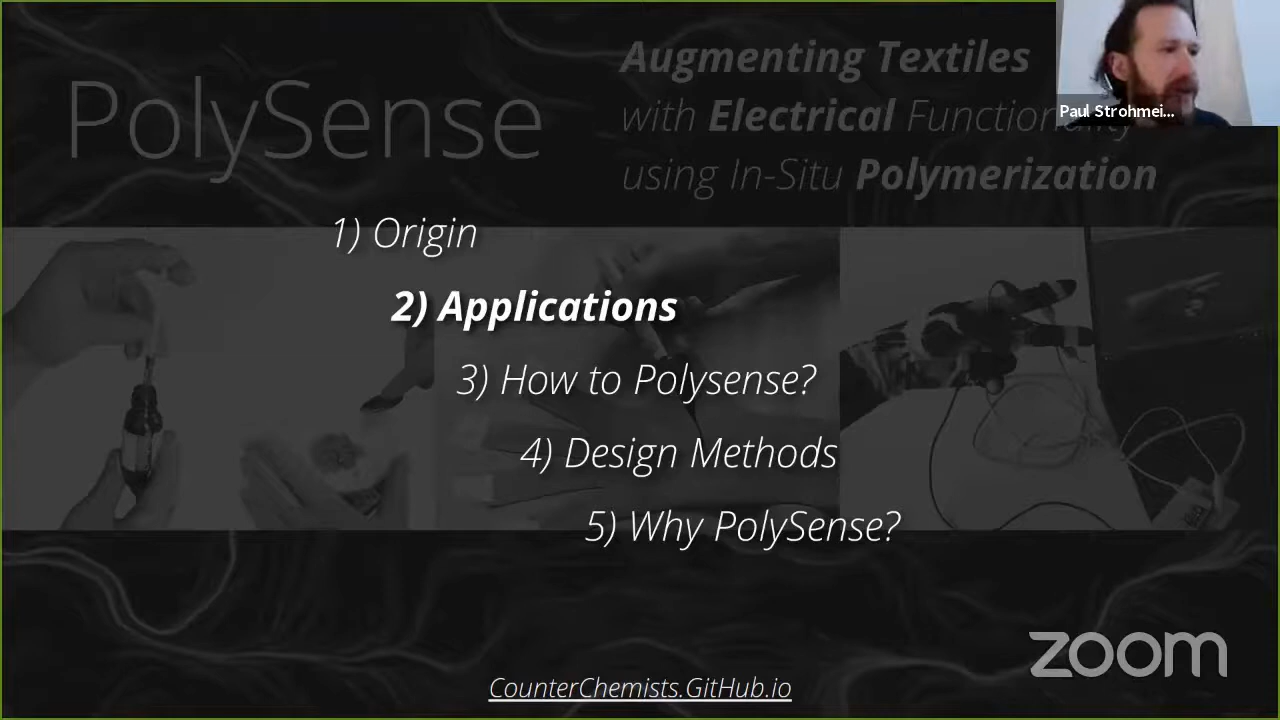 PolySense
Augmenting Textiles
with Electrical Functionality
using In-Situ Polymerization
Paul Strohmei...
1) Origin
2) Applications
3) How to Polysense?
4) Design Methods
5) Why PolySense?
zoom
CounterChemists.GitHub.io